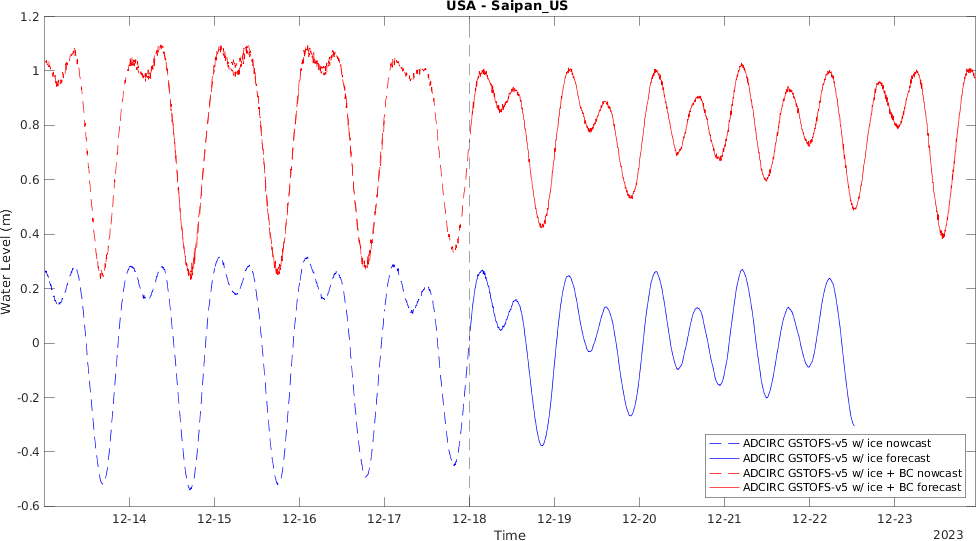 USA - Saipan_US
1.2
1
0.8
0.6
0.4
0.2
0
-0.2
-0.4
-0.6
Water Level (m)
ADCIRC GSTOFS-v5 w/ ice nowcast
ADCIRC GSTOFS-v5 w/ ice forecast
ADCIRC GSTOFS-v5 w/ ice + BC nowcast
ADCIRC GSTOFS-v5 w/ ice + BC forecast
12-14 12-15 12-16 12-17 12-18 12-19 12-20 12-21 12-22 12-23
Time
2023